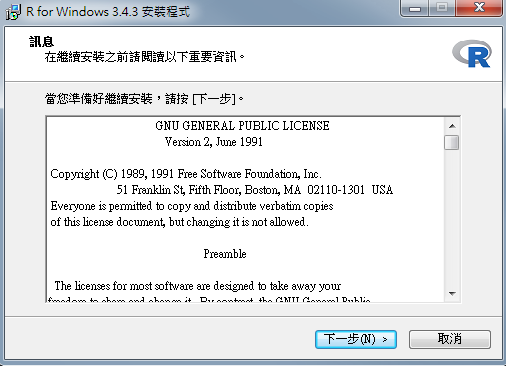 R for Windows 3.4.3 安裝程式
訊息
在繼續安裝之前請閱讀以下重要資訊。
R
當您準備好繼續安裝，請按 [下一步]。
GNU GENERAL PUBLIC LICENSE
Version 2, June 1991
Copyright (C) 1989, 1991 Free Software Foundation, Inc.
51 Franklin St, Fifth Floor, Boston, MA 02110-1301 USA
Everyone is permitted to copy and distribute verbatim copies
of this license document, but changing it is not allowed.
Preamble
The licenses for most software are designed to take away your
freedom to share and change it. By contrast, the GNU General Public
下一步(N) >
取消